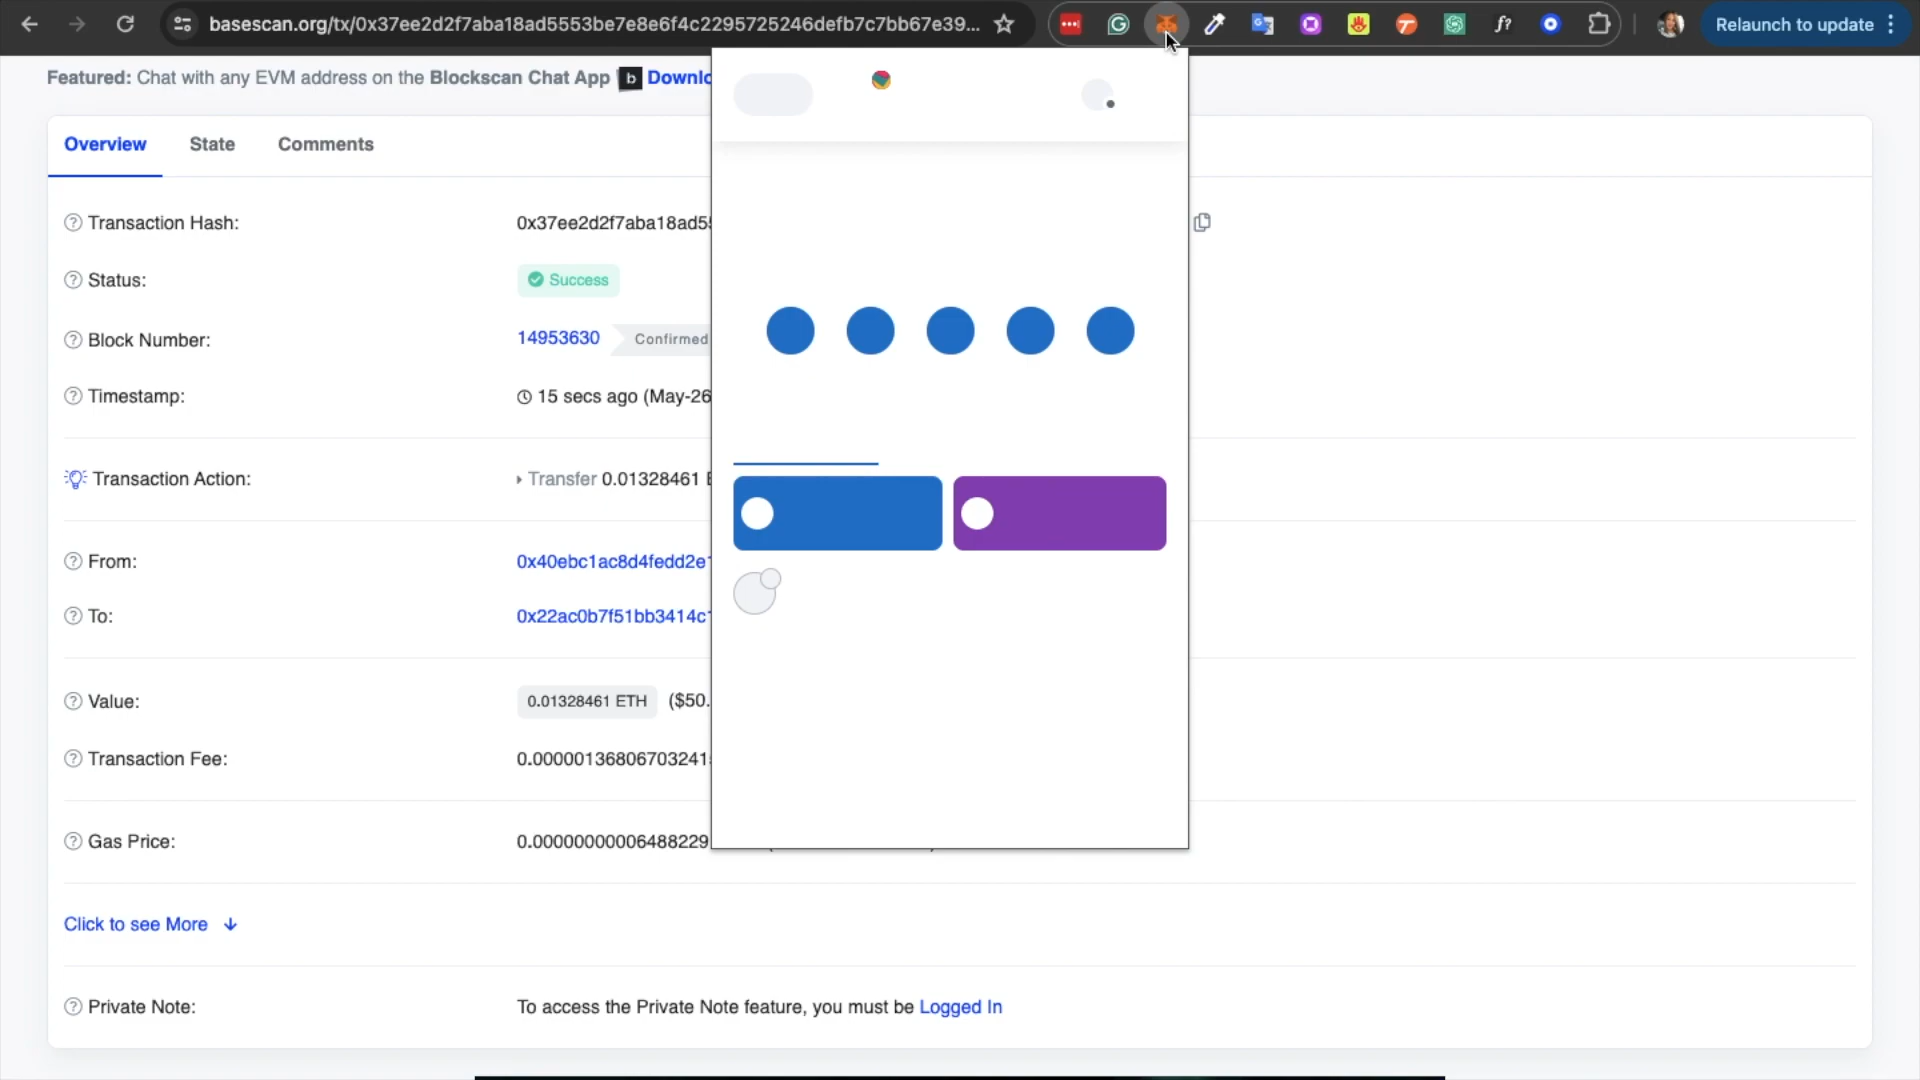 basescan.org/tx/0x37ee2d2f7aba18ad5553be7e8e6f4c2295725246defb7c7bb67e39...
Relaunch to update
Featured: Chat with any EVM address on the Blockscan Chat App b Downlo
Overview State Comments
Transaction Hash: 0x37ee2d2f7aba18ad5
Status: Success
Block Number: 14953630 Confirmed
Timestamp: 15 secs ago (May-26
Transaction Action: Transfer 0.01328461
From: 0x40ebc1ac8d4fedd2e
To: 0x22ac0b7f51bb3414c
Value: 0.01328461 ETH ($50.
Transaction Fee: 0.00000136806703241
Gas Price: 0.00000000006488229
Click to see More
Private Note: To access the Private Note feature, you must be Logged In